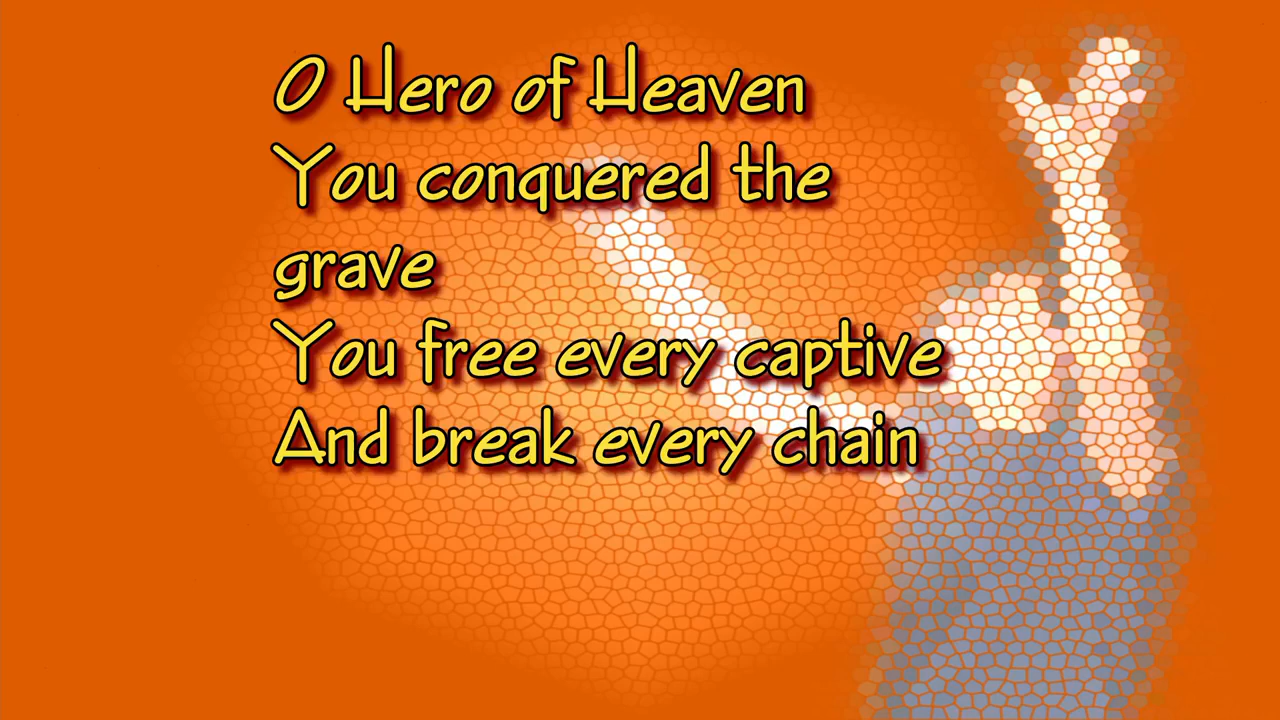 O Hero of Heaven
You conquered the
grave
You free every captive
And break every chain